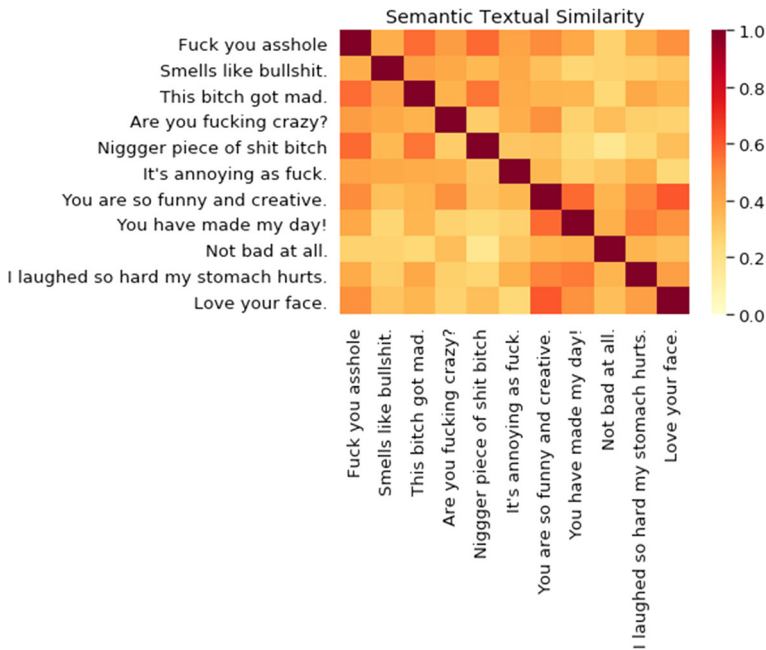 Semantic Textual Similarity
Fuck you asshole
Smells like bullshit.
This bitch got mad.
Are you fucking crazy?
Niggger piece of shit bitch
It's annoying as fuck.
You are so funny and creative.
You have made my day!
Not bad at all.
I laughed so hard my stomach hurts.
Love your face.
1.0
0.8
0.6
0.4
0.2
0.0
Fuck you asshole
Smells like bullshit.
This bitch got mad.
Are you fucking crazy?
Niggger piece of shit bitch
It's annoying as fuck.
You are so funny and creative.
You have made my day!
Not bad at all.
I laughed so hard my stomach hurts.
Love your face.